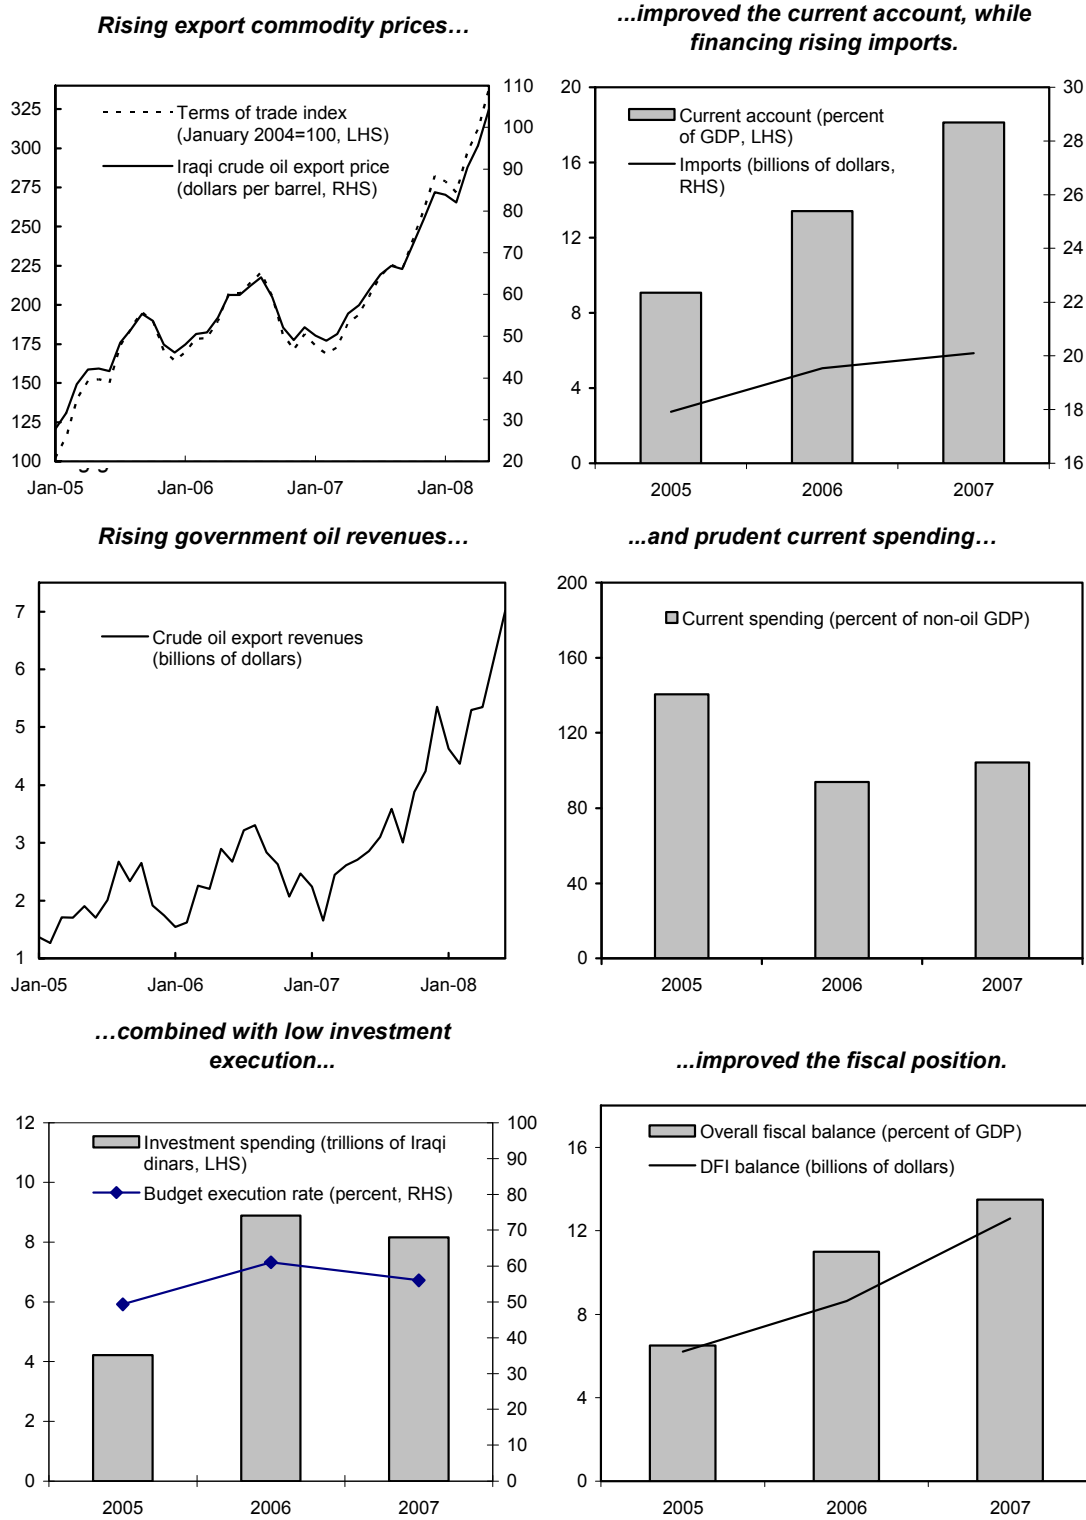 Rising export commodity prices…
...improved the current account, while
financing rising imports.
325
300
275
250
225
200
175
150
125
100
110
100
90
80
70
60
50
40
30
20
Terms of trade index
(January 2004=100, LHS)
Iraqi crude oil export price
(dollars per barrel, RHS)
Jan-05
Jan-06
Jan-07
Jan-08
20
16
12
8
4
0
30
28
26
24
22
20
18
16
Current account (percent
of GDP, LHS)
Imports (billions of dollars,
RHS)
2005
2006
2007
Rising government oil revenues…
...and prudent current spending…
7
6
5
4
3
2
1
Crude oil export revenues
(billions of dollars)
Jan-05
Jan-06
Jan-07
Jan-08
200
160
120
80
40
0
Current spending (percent of non-oil GDP)
2005
2006
2007
…combined with low investment
execution...
...improved the fiscal position.
12
10
8
6
4
2
0
100
90
80
70
60
50
40
30
20
10
0
Investment spending (trillions of Iraqi
dinars, LHS)
Budget execution rate (percent, RHS)
2005
2006
2007
16
12
8
4
0
Overall fiscal balance (percent of GDP)
DFI balance (billions of dollars)
2005
2006
2007